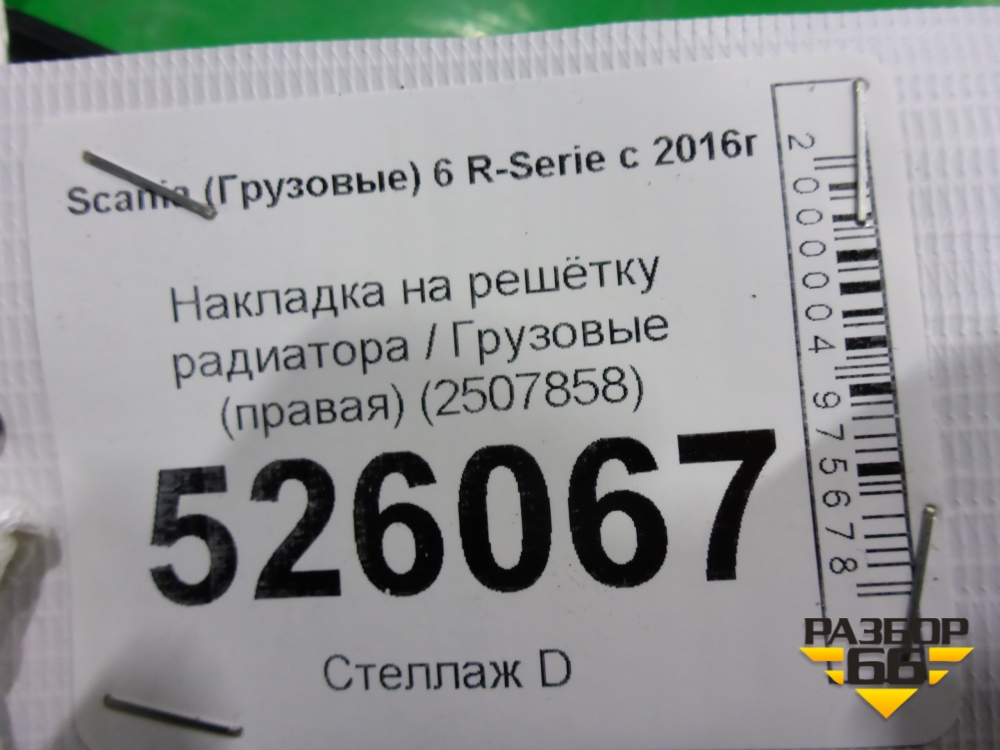 Scania (Грузовые) 6 R-Serie с 2016г
Накладка на решётку
радиатора / Грузовые
(правая) (2507858)
526067
Стеллаж D
2000004975678
РАЗБОР
66